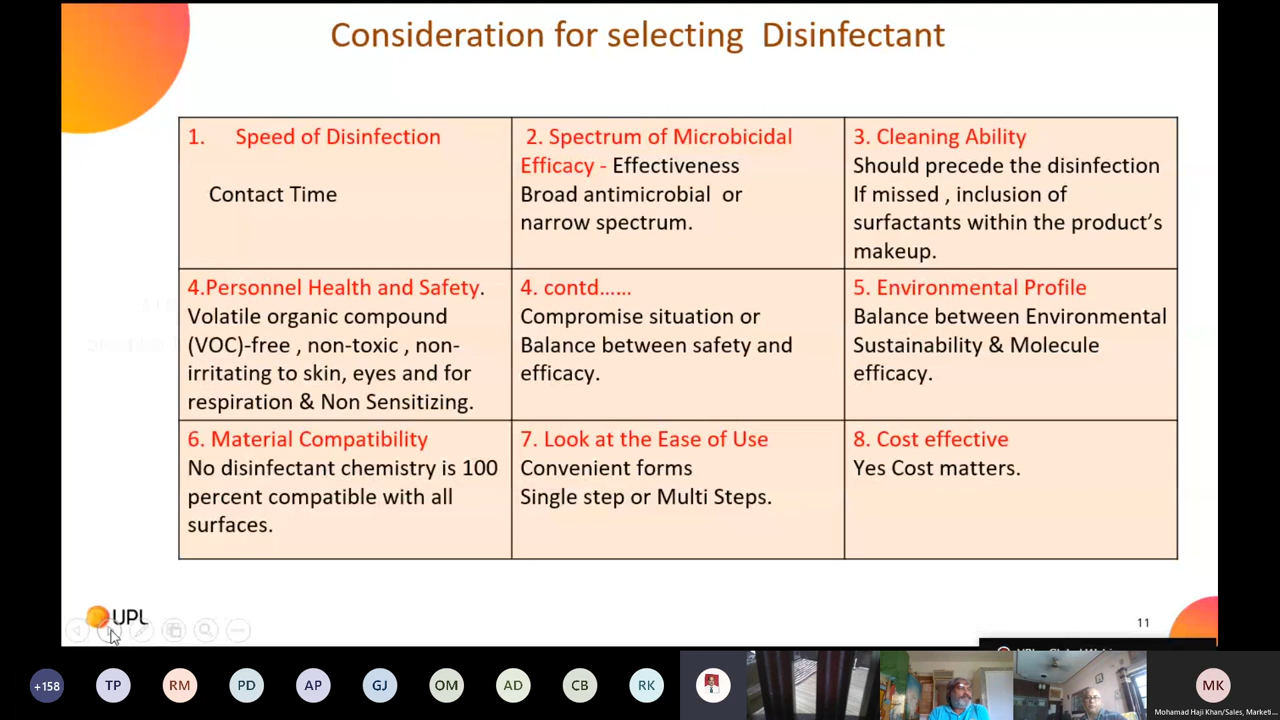 Consideration for selecting Disinfectant
1. Speed of Disinfection
Contact Time
2. Spectrum of Microbicidal
Efficacy - Effectiveness
Broad antimicrobial or
narrow spectrum.
3. Cleaning Ability
Should precede the disinfection
If missed , inclusion of
surfactants within the product's
makeup.
4.Personnel Health and Safety.
Volatile organic compound
(VOC)-free , non-toxic , non-
irritating to skin, eyes and for
respiration & Non Sensitizing.
4. contd……
Compromise situation or
Balance between safety and
efficacy.
5. Environmental Profile
Balance between Environmental
Sustainability & Molecule
efficacy.
6. Material Compatibility
No disinfectant chemistry is 100
percent compatible with all
surfaces.
7. Look at the Ease of Use
Convenient forms
Single step or Multi Steps.
8. Cost effective
Yes Cost matters.
UPL
11
+158
TP
RM
PD
AP
GJ
OM
AD
CB
RK
MK
Mohamad Haji Khan/Sales, Marketi...